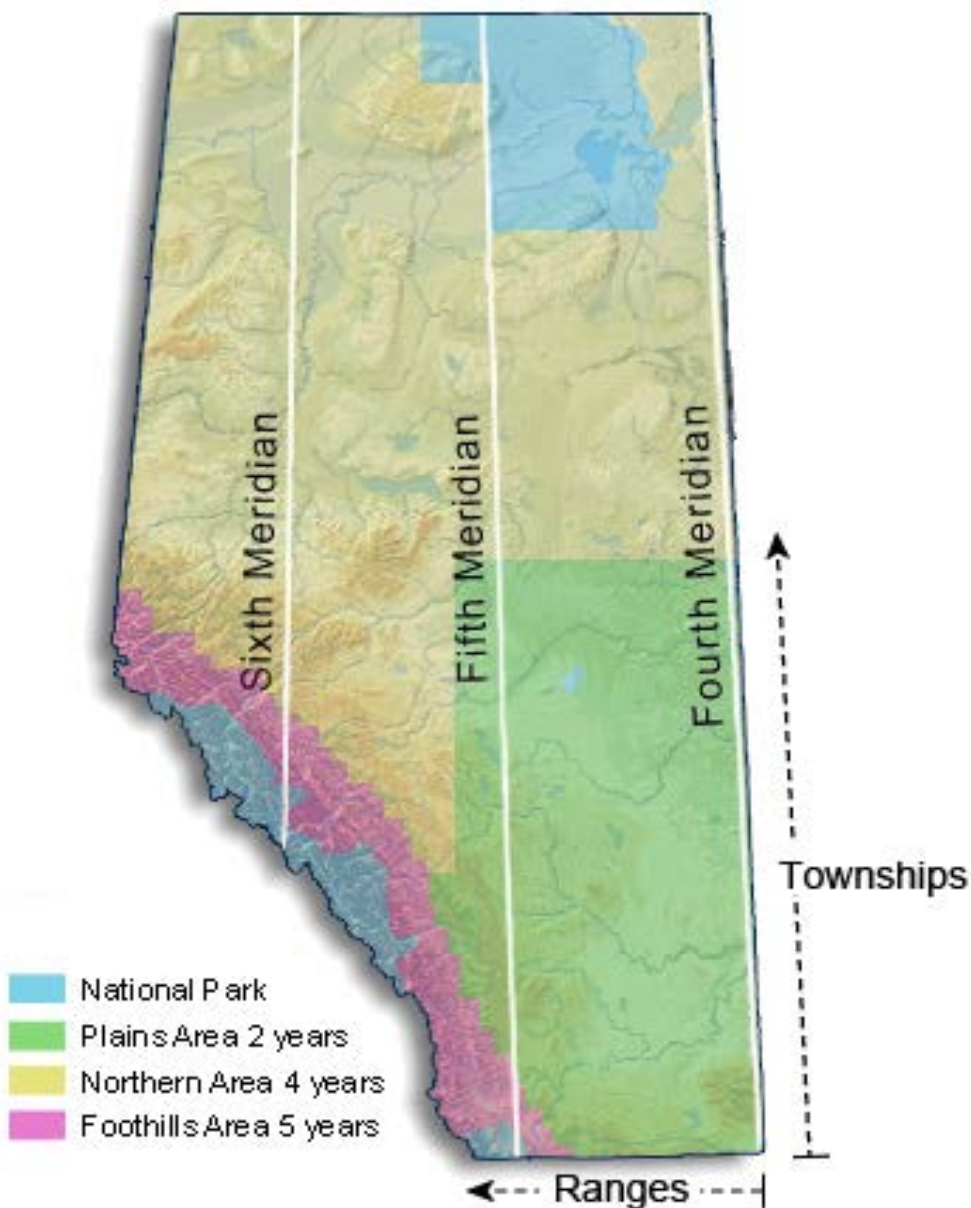 Sixth Meridian
Fifth Meridian
Fourth Meridian
Townships
National Park
Plains Area 2 years
Northern Area 4 years
Foothills Area 5 years
Ranges